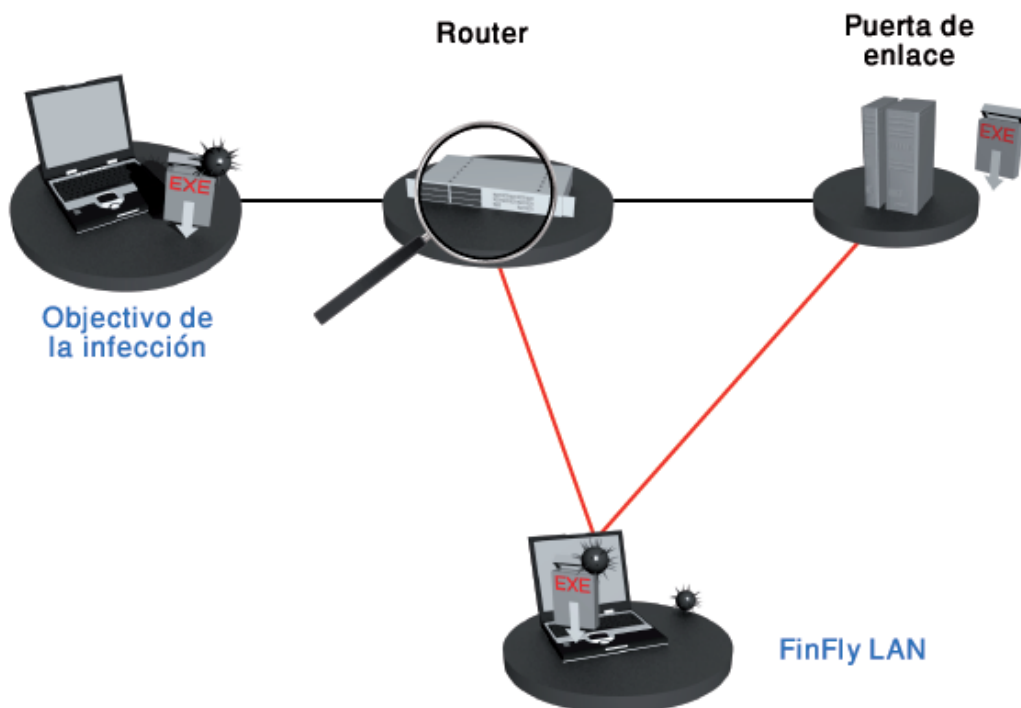 Router
Puerta de
enlace
EXE
EXE
Objectivo de
la infección
EXE
FinFly LAN